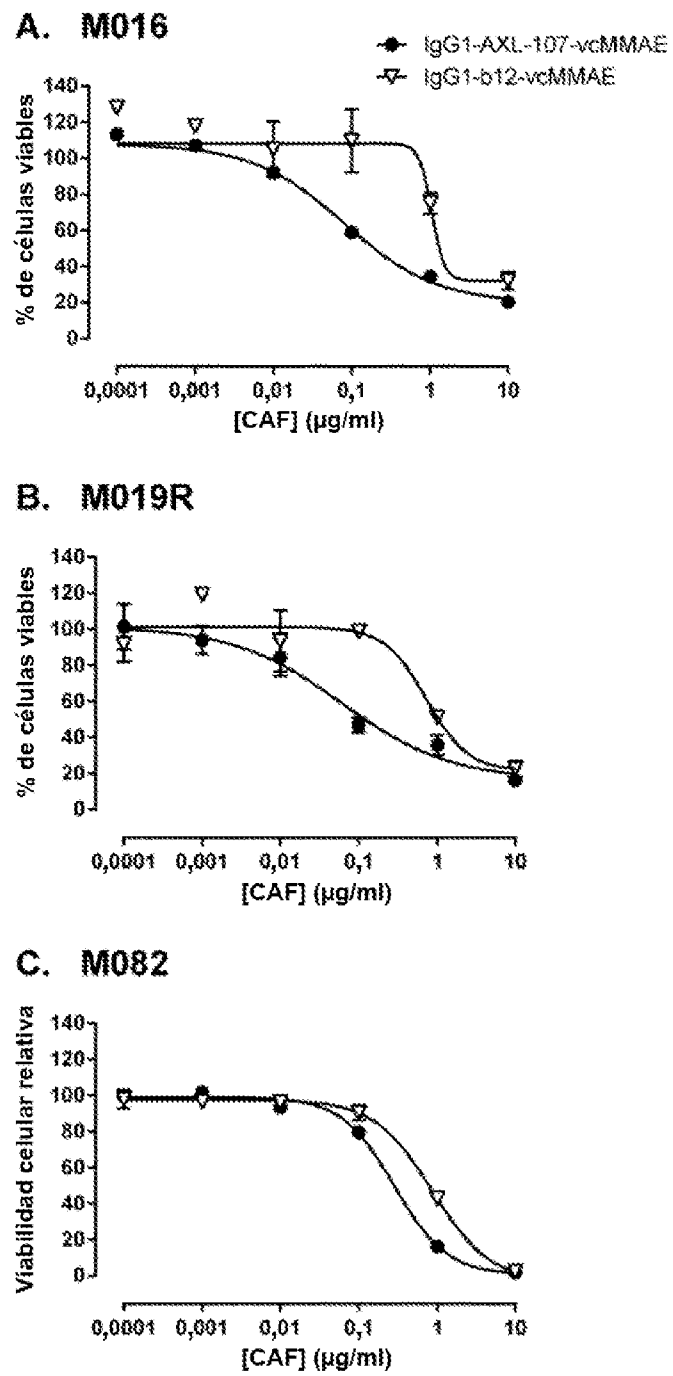 A. M016
IgG1-AXL-107-vcMMAE
IgG1-b12-vcMMAE
% de células viables
140
120
100
80
60
40
20
0
0,0001 0,001 0,01 0,1 1 10
[CAF] (µg/ml)
B. M019R
% de células viables
140
120
100
80
60
40
20
0
0,0001 0,001 0,01 0,1 1 10
[CAF] (µg/ml)
C. M082
Viabilidad celular relativa
140
120
100
80
60
40
20
0
0,0001 0,001 0,01 0,1 1 10
[CAF] (µg/ml)